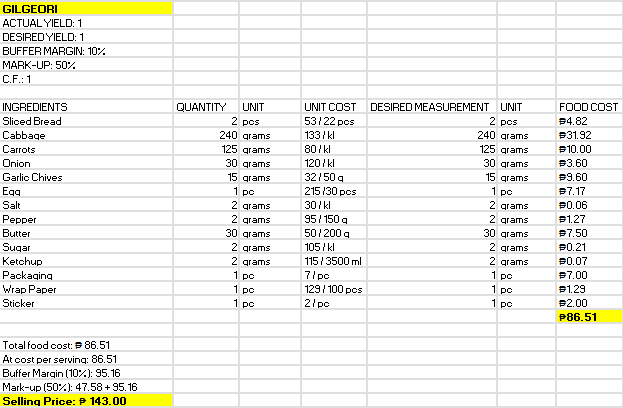 GILGEORI
ACTUAL YIELD: 1
DESIRED YIELD: 1
BUFFER MARGIN: 10%
MARK-UP: 50%
C.F.: 1
INGREDIENTS QUANTITY UNIT UNIT COST DESIRED MEASUREMENT UNIT FOOD COST
Sliced Bread 2 pcs 53 / 22 pcs 2 pcs ₱4.82
Cabbage 240 grams 133 / kl 240 grams ₱31.92
Carrots 125 grams 80 / kl 125 grams ₱10.00
Onion 30 grams 120 / kl 30 grams ₱3.60
Garlic Chives 15 grams 32 / 50 g 15 grams ₱9.60
Egg 1 pc 215 /30 pcs 1 pc ₱7.17
Salt 2 grams 30 / kl 2 grams ₱0.06
Pepper 2 grams 95 / 150 g 2 grams ₱1.27
Butter 30 grams 50 / 200 g 30 grams ₱7.50
Sugar 2 grams 105 / kl 2 grams ₱0.21
Ketchup 2 grams 115 / 3500 ml 2 grams ₱0.07
Packaging 1 pc 7 / pc 1 pc ₱7.00
Wrap Paper 1 pc 129 / 100 pcs 1 pc ₱1.29
Sticker 1 pc 2 / pc 1 pc ₱2.00
₱86.51
Total food cost: ₱ 86.51
At cost per serving: 86.51
Buffer Margin (10%): 95.16
Mark-up (50%): 47.58 + 95.16
Selling Price: ₱ 143.00